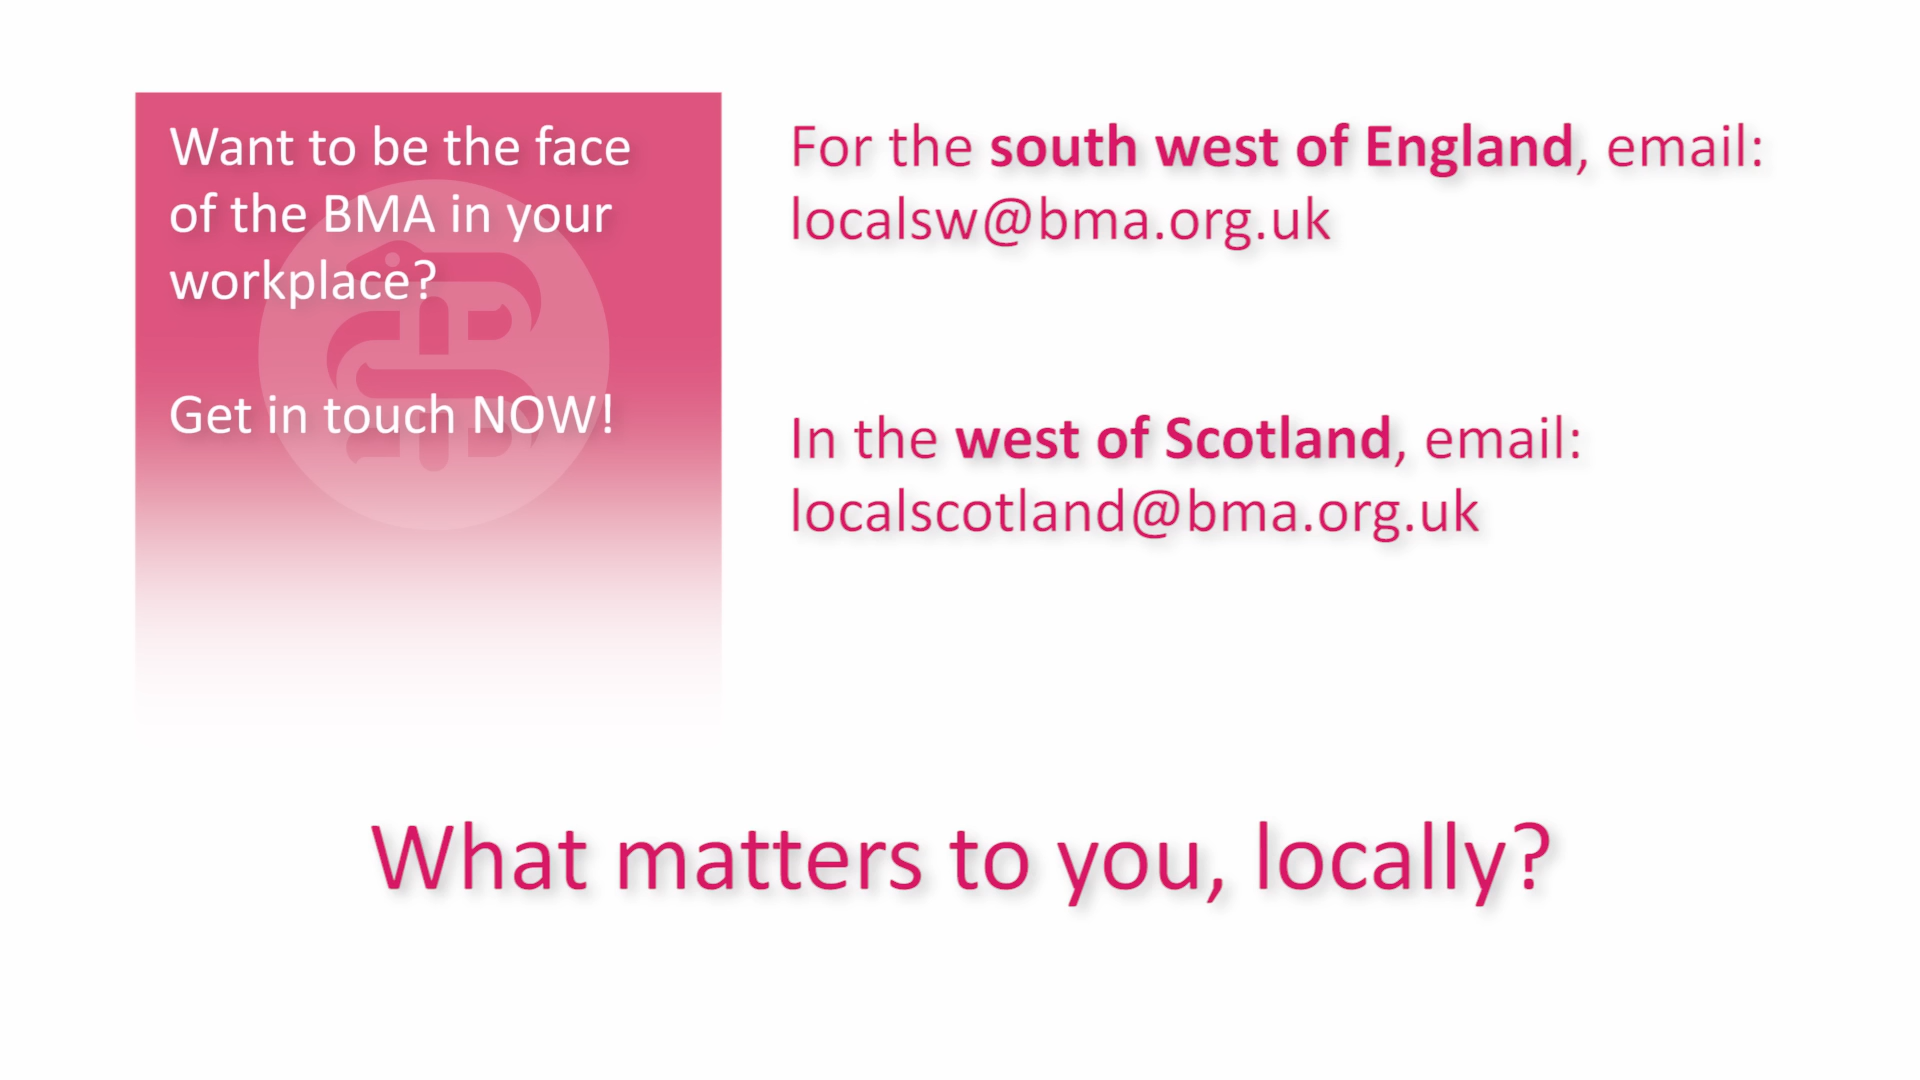 Want to be the face
of the BMA in your
workplace?
Get in touch NOW!
For the south west of England, email:
localsw@bma.org.uk
In the west of Scotland, email:
localscotland@bma.org.uk
What matters to you, locally?